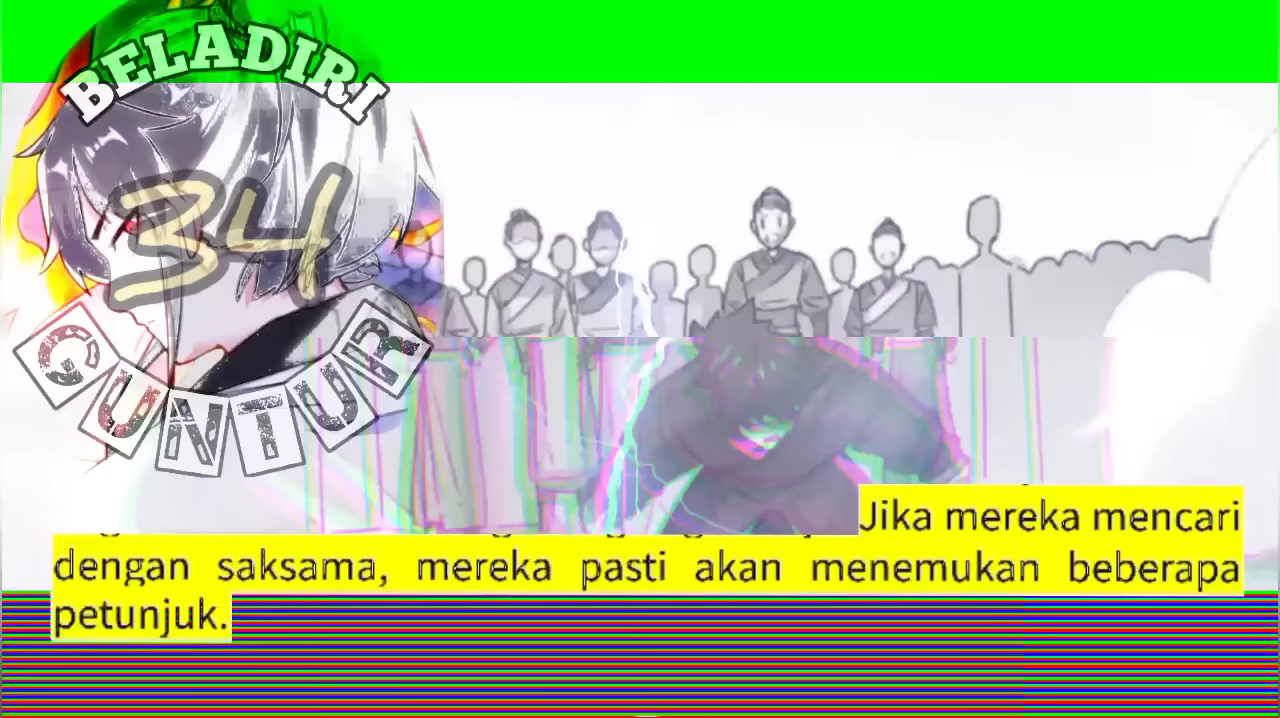 BELADIRI
34
GUNTUR
Jika mereka mencari
dengan saksama, mereka pasti akan menemukan beberapa
petunjuk.